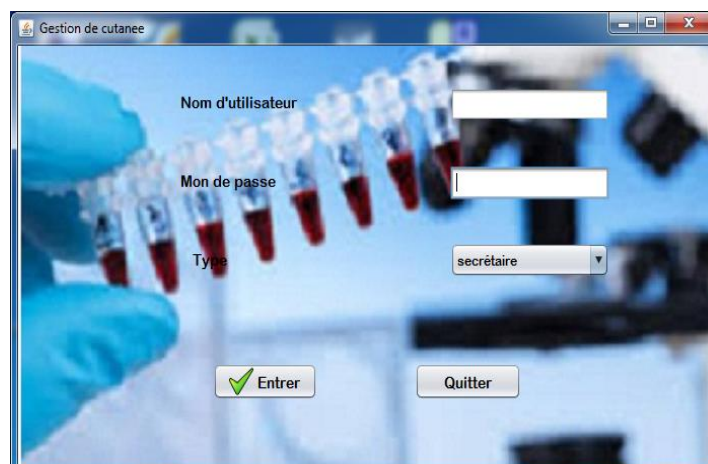 Gestion de cutanee
Nom d'utilisateur
Mon de passe
Type
secrétaire
Entrer
Quitter